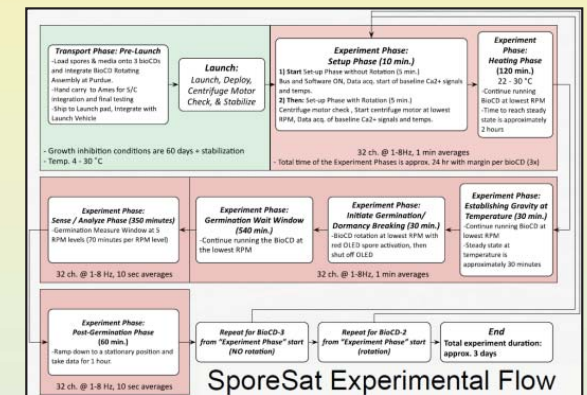 Transport Phase: Pre-Launch
-Load spores & media onto 3 bioCDs
and integrate BioCD Rotating
Assembly at Purdue.
-Hand carry to Ames for S/C
integration and final testing
-Ship to Launch pad, Integrate with
Launch Vehicle
Launch:
Launch, Deploy,
Centrifuge Motor
Check, & Stabilize
- Growth inhibition conditions are 60 days + stabilization
- Temp. 4 - 30 ˚C
Experiment Phase:
Setup Phase (10 min.)
1) Start Set-up Phase without Rotation (5 min.)
Bus and Software ON, Data acq. start of baseline Ca2+ signals
and temps.
2) Then: Set-up Phase with Rotation (5 min.)
Centrifuge motor check , Start centrifuge motor at lowest
RPM, Data acq. of baseline Ca2+ signals and temps.
Experiment
Phase:
Heating Phase
(120 min.)
22 - 30 ˚C
-Continue running
BioCD at lowest RPM
-Time to reach steady
state is approximately
2 hours
32 ch. @ 1-8Hz, 1 min averages
- Total time of the Experiment Phases is approx. 24 hr with margin per bioCD (3x)
Experiment Phase:
Establishing Gravity at
Temperature (30 min.)
-Continue running BioCD at
lowest RPM
-Steady state at
temperature is
approximately 30 minutes
Experiment Phase:
Initiate Germination/
Dormancy Breaking (30 min.)
-BioCD rotation at lowest RPM with
red OLED spore activation, then
shut off OLED
Experiment Phase:
Germination Wait Window
(540 min.)
-Continue running the BioCD at
the lowest RPM
32 ch. @ 1-8 Hz, 1 min averages
Experiment Phase:
Sense / Analyze Phase (350 minutes)
-Germination Measure Window at 5
RPM levels (70 minutes per RPM level)
32 ch. @ 1-8 Hz, 10 sec averages
Experiment Phase:
Post-Germination Phase
(60 min.)
-Ramp down to a stationary position and
take data for 1 hour.
32 ch. @ 1-8 Hz, 10 sec averages
Repeat for BioCD-3
from "Experiment Phase" start
(NO rotation)
Repeat for BioCD-2
from "Experiment Phase" start
(rotation)
End
Total experiment duration:
approx. 3 days
SporeSat Experimental Flow